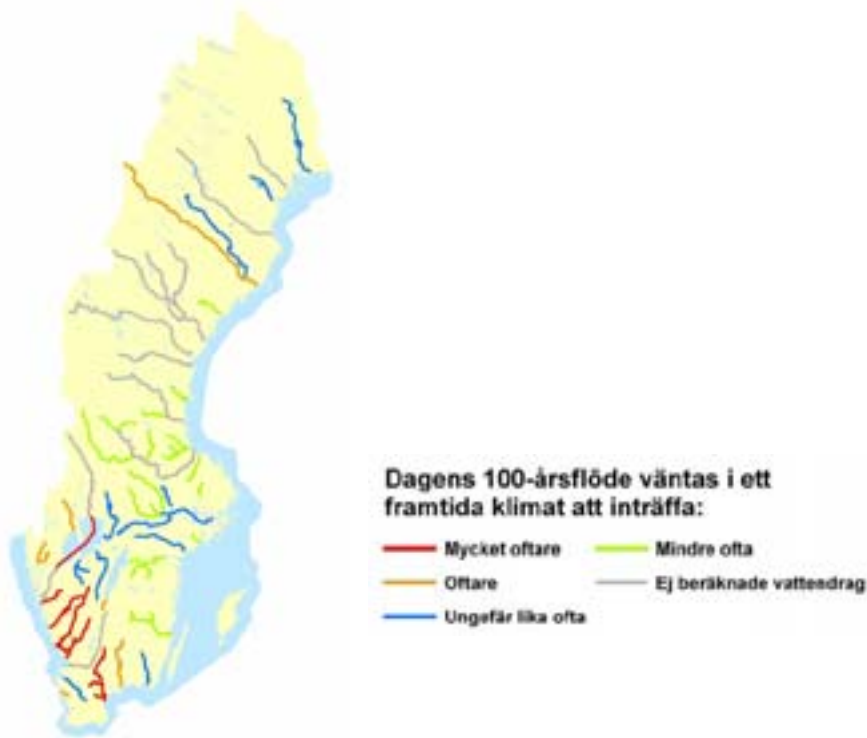 Dagens 100-årsflöde väntas i ett
framtida klimat att inträffa:
Mycket oftare
Mindre ofta
Oftare
Ej beräknade vattendrag
Ungefär lika ofta